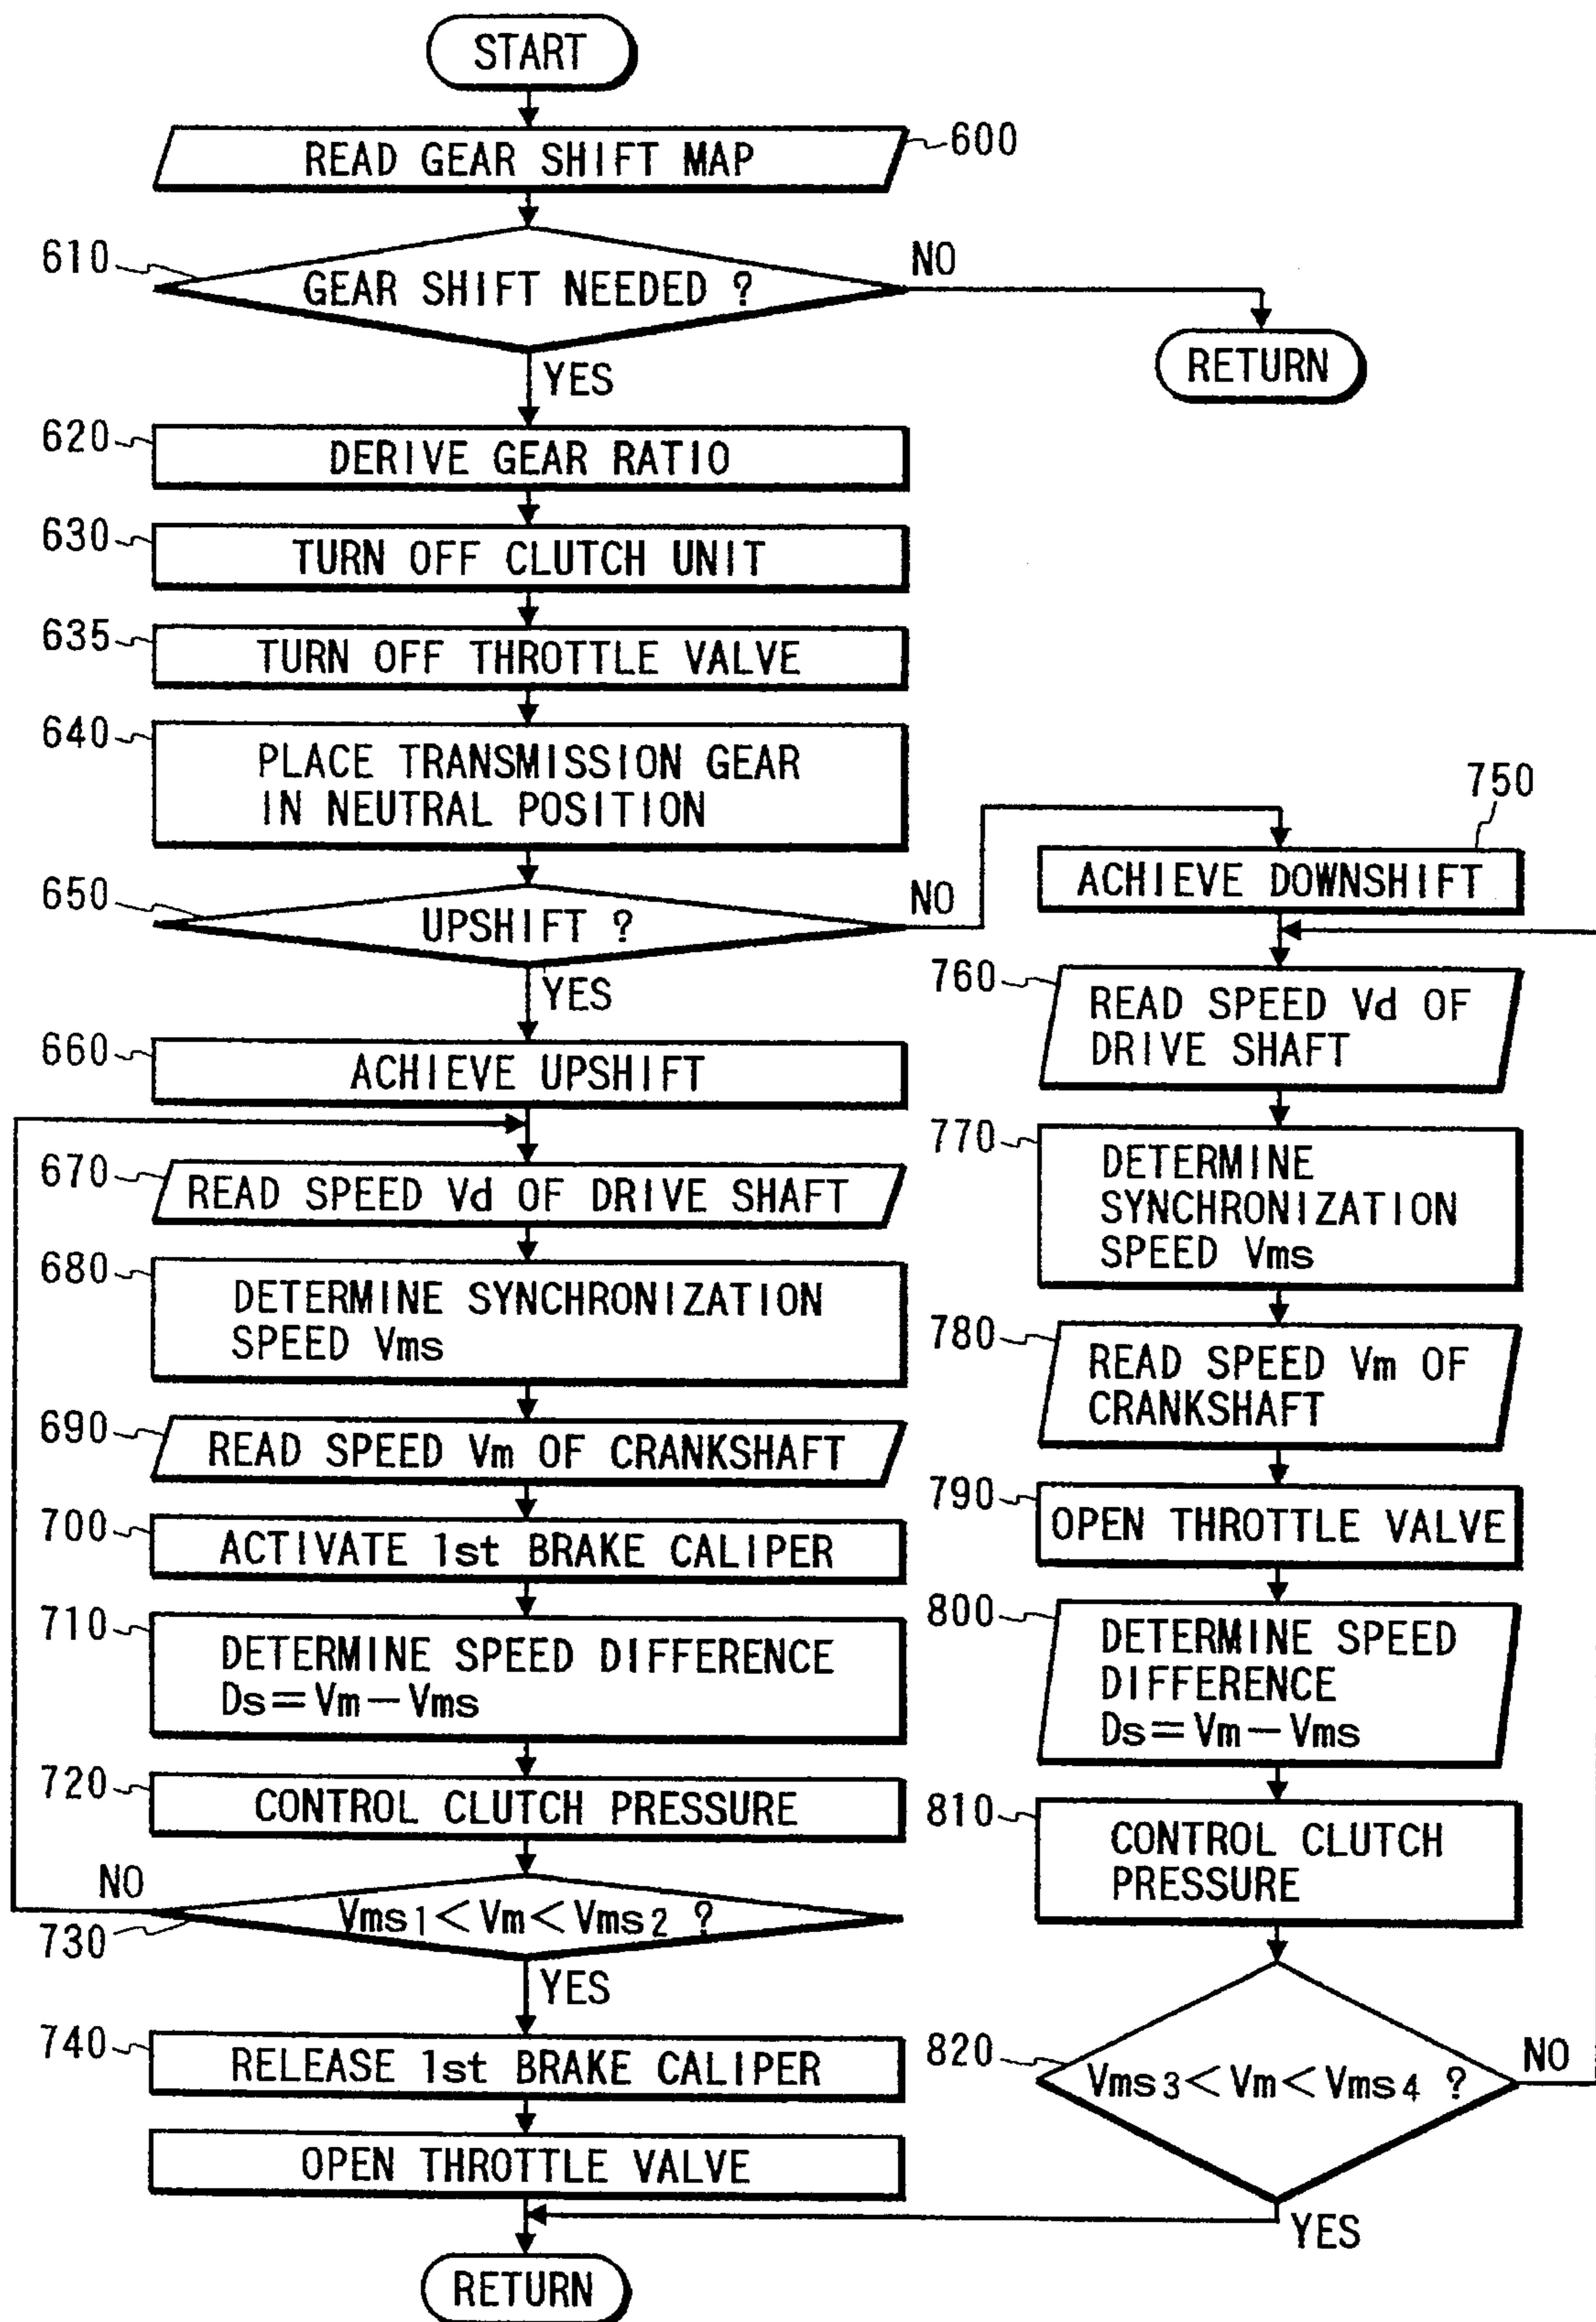 START
READ GEAR SHIFT MAP
600
610
GEAR SHIFT NEEDED ?
NO
RETURN
YES
620
DERIVE GEAR RATIO
630
TURN OFF CLUTCH UNIT
635
TURN OFF THROTTLE VALVE
640
PLACE TRANSMISSION GEAR
IN NEUTRAL POSITION
650
UPSHIFT ?
NO
YES
660
ACHIEVE UPSHIFT
670
READ SPEED Vd OF DRIVE SHAFT
680
DETERMINE SYNCHRONIZATION
SPEED Vms
690
READ SPEED Vm OF CRANKSHAFT
700
ACTIVATE 1st BRAKE CALIPER
710
DETERMINE SPEED DIFFERENCE
Ds=Vm-Vms
720
CONTROL CLUTCH PRESSURE
NO
730
Vms1<Vm<Vms2 ?
YES
740
RELEASE 1st BRAKE CALIPER
OPEN THROTTLE VALVE
RETURN
750
ACHIEVE DOWNSHIFT
760
READ SPEED Vd OF
DRIVE SHAFT
770
DETERMINE
SYNCHRONIZATION
SPEED Vms
780
READ SPEED Vm OF
CRANKSHAFT
790
OPEN THROTTLE VALVE
800
DETERMINE SPEED
DIFFERENCE
Ds=Vm-Vms
810
CONTROL CLUTCH
PRESSURE
820
Vms3<Vm<Vms4 ?
NO
YES